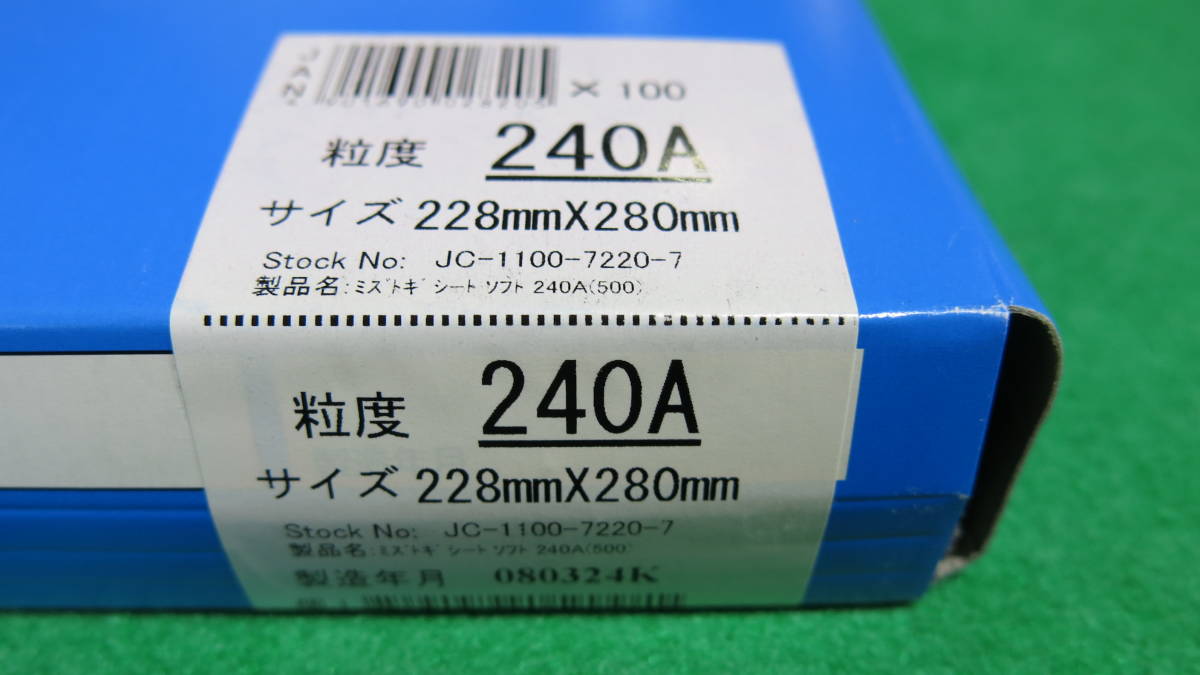 X 100
粒度 240A
サイズ 228mmX280mm
Stock No: JC-1100-7220-7
製品名:ミズトギ シート ソフト 240A(500)
粒度 240A
サイズ 228mmX280mm
Stock No: JC-1100-7220-7
製品名:ミズトギ シート ソフト 240A(500)
製造年月 080324K